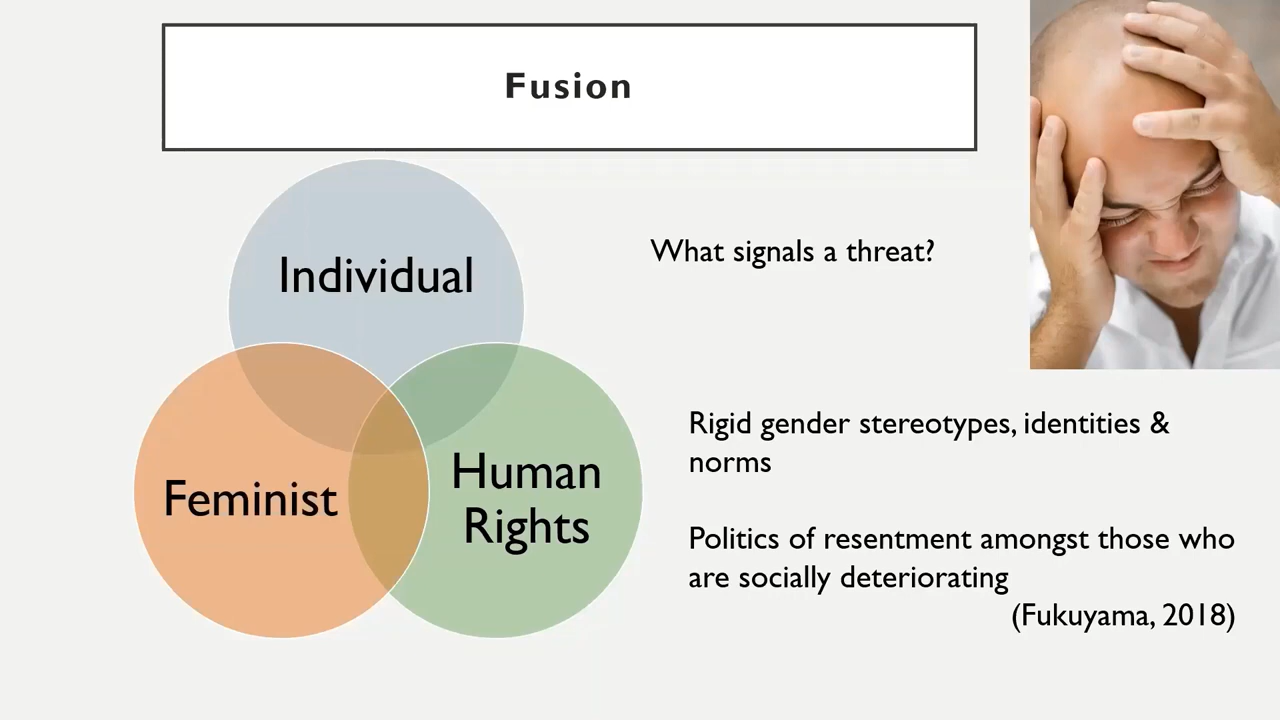 Fusion
Individual
Feminist
Human
Rights
What signals a threat?
Rigid gender stereotypes, identities &
norms
Politics of resentment amongst those who
are socially deteriorating
(Fukuyama, 2018)